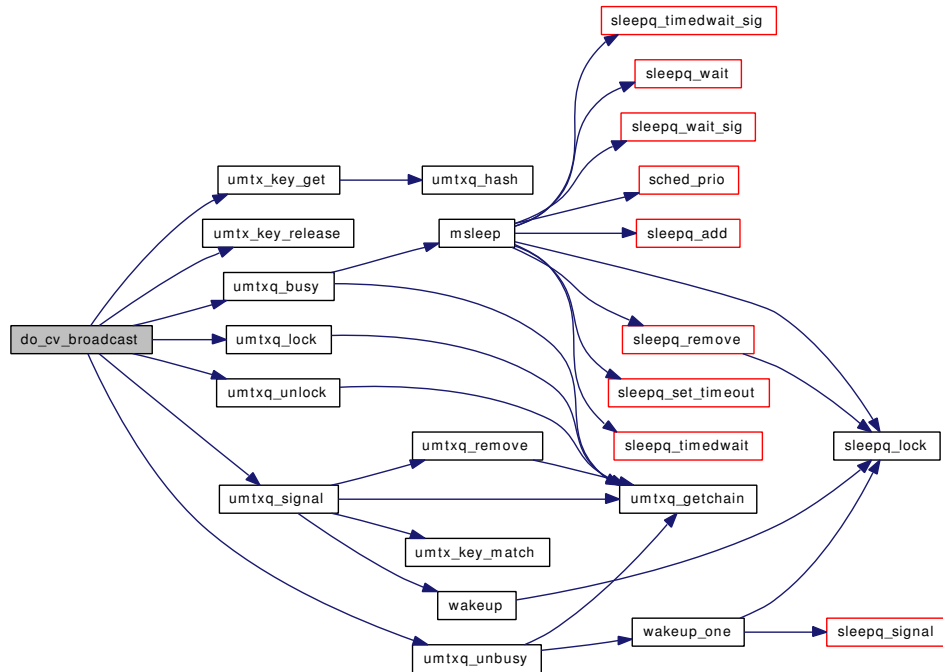 sleepq_timedwait_sig
sleepq_wait
sleepq_wait_sig
umtx_key_get
umtxq_hash
sched_prio
umtx_key_release
msleep
sleepq_add
umtxq_busy
do_cv_broadcast
umtxq_lock
sleepq_remove
umtxq_unlock
sleepq_set_timeout
umtxq_remove
sleepq_timedwait
sleepq_lock
umtxq_signal
umtxq_getchain
umtx_key_match
wakeup
wakeup_one
sleepq_signal
umtxq_unbusy